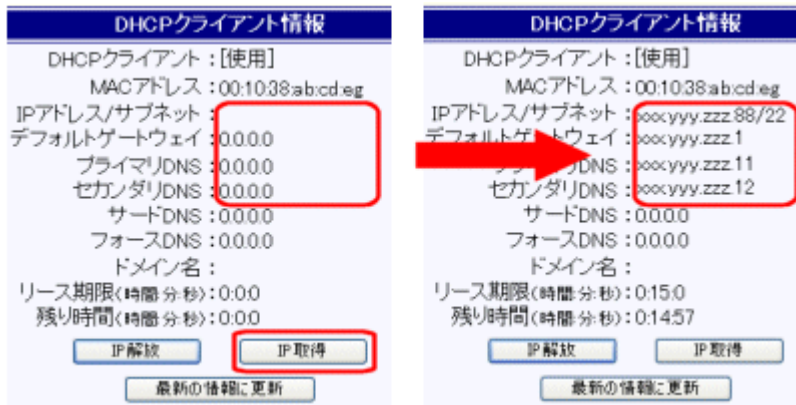 DHCPクライアント情報
DHCPクライアント：[使用]
MACアドレス：00:10:38:ab:cd:eg
IPアドレス/サブネット：
デフォルトゲートウェイ：0.0.0.0
プライマリDNS：0.0.0.0
セカンダリDNS：0.0.0.0
サードDNS：0.0.0.0
フォースDNS：0.0.0.0
ドメイン名：
リース期限(時間:分:秒)：0:0:0
残り時間(時間:分:秒)：0:0:0
IP解放
IP取得
最新の情報に更新
DHCPクライアント情報
DHCPクライアント：[使用]
MACアドレス：00:10:38:ab:cd:eg
IPアドレス/サブネット：xxx.yyy.zzz.88/22
デフォルトゲートウェイ：xxx.yyy.zzz.1
DNS：xxx.yyy.zzz.11
セカンダリDNS：xxx.yyy.zzz.12
サードDNS：0.0.0.0
フォースDNS：0.0.0.0
ドメイン名：
リース期限(時間:分:秒)：0:15:0
残り時間(時間:分:秒)：0:14:57
IP解放
IP取得
最新の情報に更新